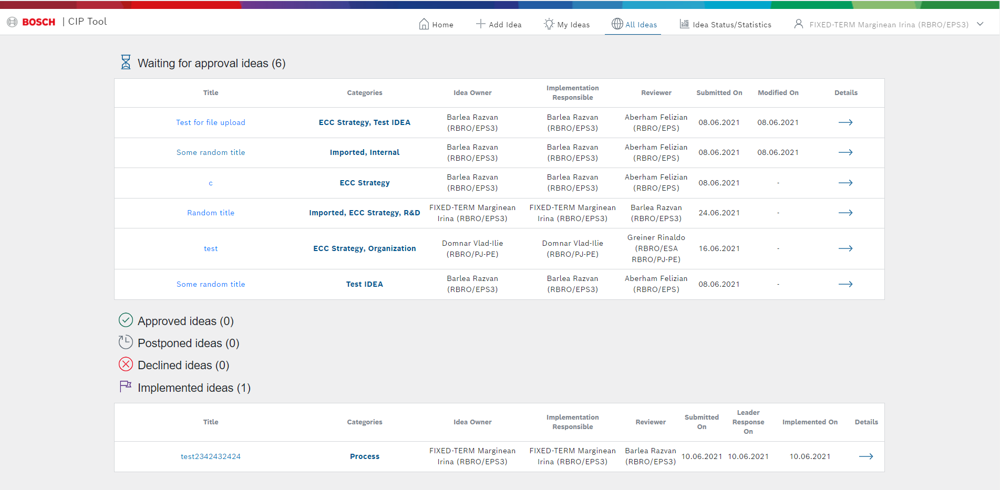 BOSCH | CIP Tool
Home
Add Idea
My Ideas
All Ideas
Idea Status/Statistics
FIXED-TERM Marginean Irina (RBRO/EPS3)
Waiting for approval ideas (6)
Title Categories Idea Owner Implementation Responsible Reviewer Submitted On Modified On Details
Test for file upload ECC Strategy, Test IDEA Barlea Razvan (RBRO/EPS3) Barlea Razvan (RBRO/EPS3) Aberham Felizian (RBRO/EPS) 08.06.2021 08.06.2021
Some random title Imported, Internal Barlea Razvan (RBRO/EPS3) Barlea Razvan (RBRO/EPS3) Aberham Felizian (RBRO/EPS) 08.06.2021 08.06.2021
c ECC Strategy Barlea Razvan (RBRO/EPS3) Barlea Razvan (RBRO/EPS3) Aberham Felizian (RBRO/EPS) 08.06.2021 -
Random title Imported, ECC Strategy, R&D FIXED-TERM Marginean Irina (RBRO/EPS3) FIXED-TERM Marginean Irina (RBRO/EPS3) Barlea Razvan (RBRO/EPS3) 24.06.2021 -
test ECC Strategy, Organization Domnar Vlad-Ilie (RBRO/PJ-PE) Domnar Vlad-Ilie (RBRO/PJ-PE) Greiner Rinaldo (RBRO/ESA RBRO/PJ-PE) 16.06.2021 -
Some random title Test IDEA Barlea Razvan (RBRO/EPS3) Barlea Razvan (RBRO/EPS3) Aberham Felizian (RBRO/EPS) 08.06.2021 -
Approved ideas (0)
Postponed ideas (0)
Declined ideas (0)
Implemented ideas (1)
Title Categories Idea Owner Implementation Responsible Reviewer Submitted On Leader Response On Implemented On Details
test2342432424 Process FIXED-TERM Marginean Irina (RBRO/EPS3) FIXED-TERM Marginean Irina (RBRO/EPS3) Barlea Razvan (RBRO/EPS3) 10.06.2021 10.06.2021 10.06.2021